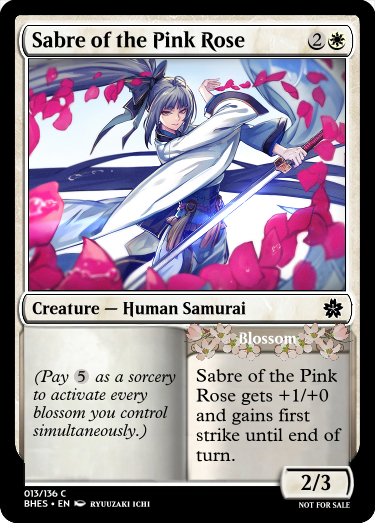 Sabre of the Pink Rose 2
Creature — Human Samurai
Blossom
(Pay 5 as a sorcery
to activate every
blossom you control
simultaneously.)
Sabre of the Pink
Rose gets +1/+0
and gains first
strike until end of
turn.
2/3
013/136 C
BHES • EN RYUUZAKI ICHI
NOT FOR SALE